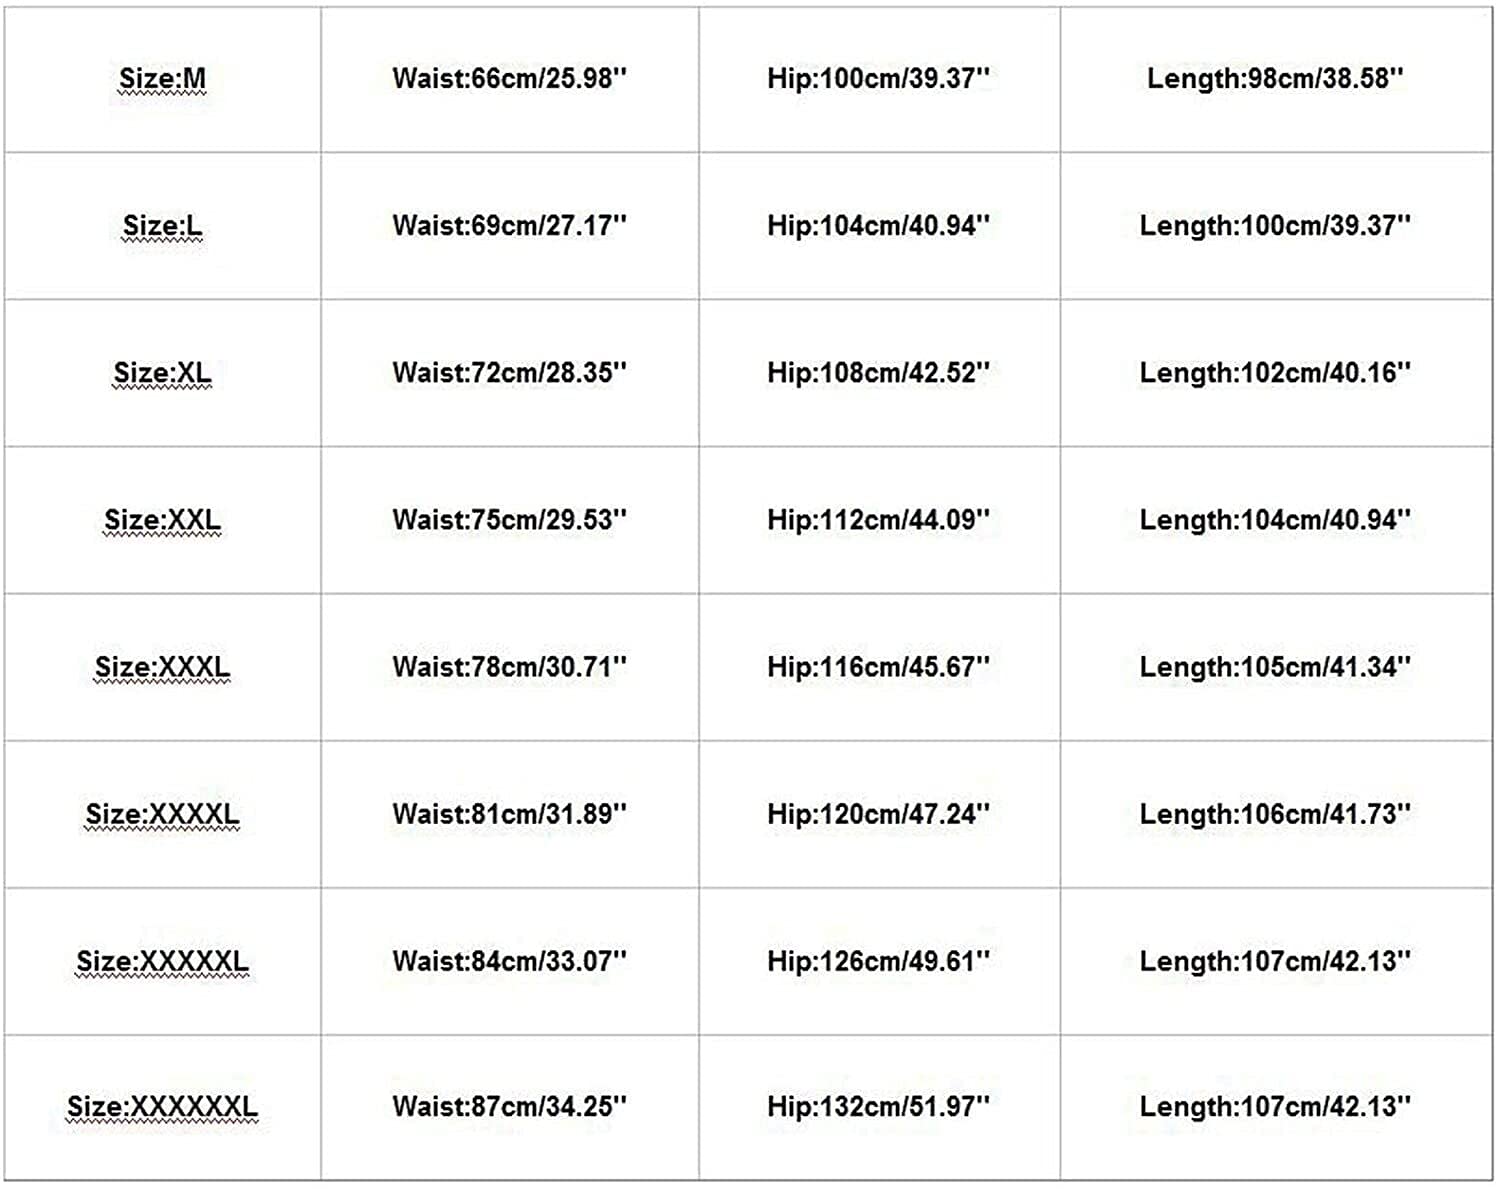 Size:M Waist:66cm/25.98'' Hip:100cm/39.37'' Length:98cm/38.58''
Size:L Waist:69cm/27.17'' Hip:104cm/40.94'' Length:100cm/39.37''
Size:XL Waist:72cm/28.35'' Hip:108cm/42.52'' Length:102cm/40.16''
Size:XXL Waist:75cm/29.53'' Hip:112cm/44.09'' Length:104cm/40.94''
Size:XXXL Waist:78cm/30.71'' Hip:116cm/45.67'' Length:105cm/41.34''
Size:XXXXL Waist:81cm/31.89'' Hip:120cm/47.24'' Length:106cm/41.73''
Size:XXXXXL Waist:84cm/33.07'' Hip:126cm/49.61'' Length:107cm/42.13''
Size:XXXXXXL Waist:87cm/34.25'' Hip:132cm/51.97'' Length:107cm/42.13''